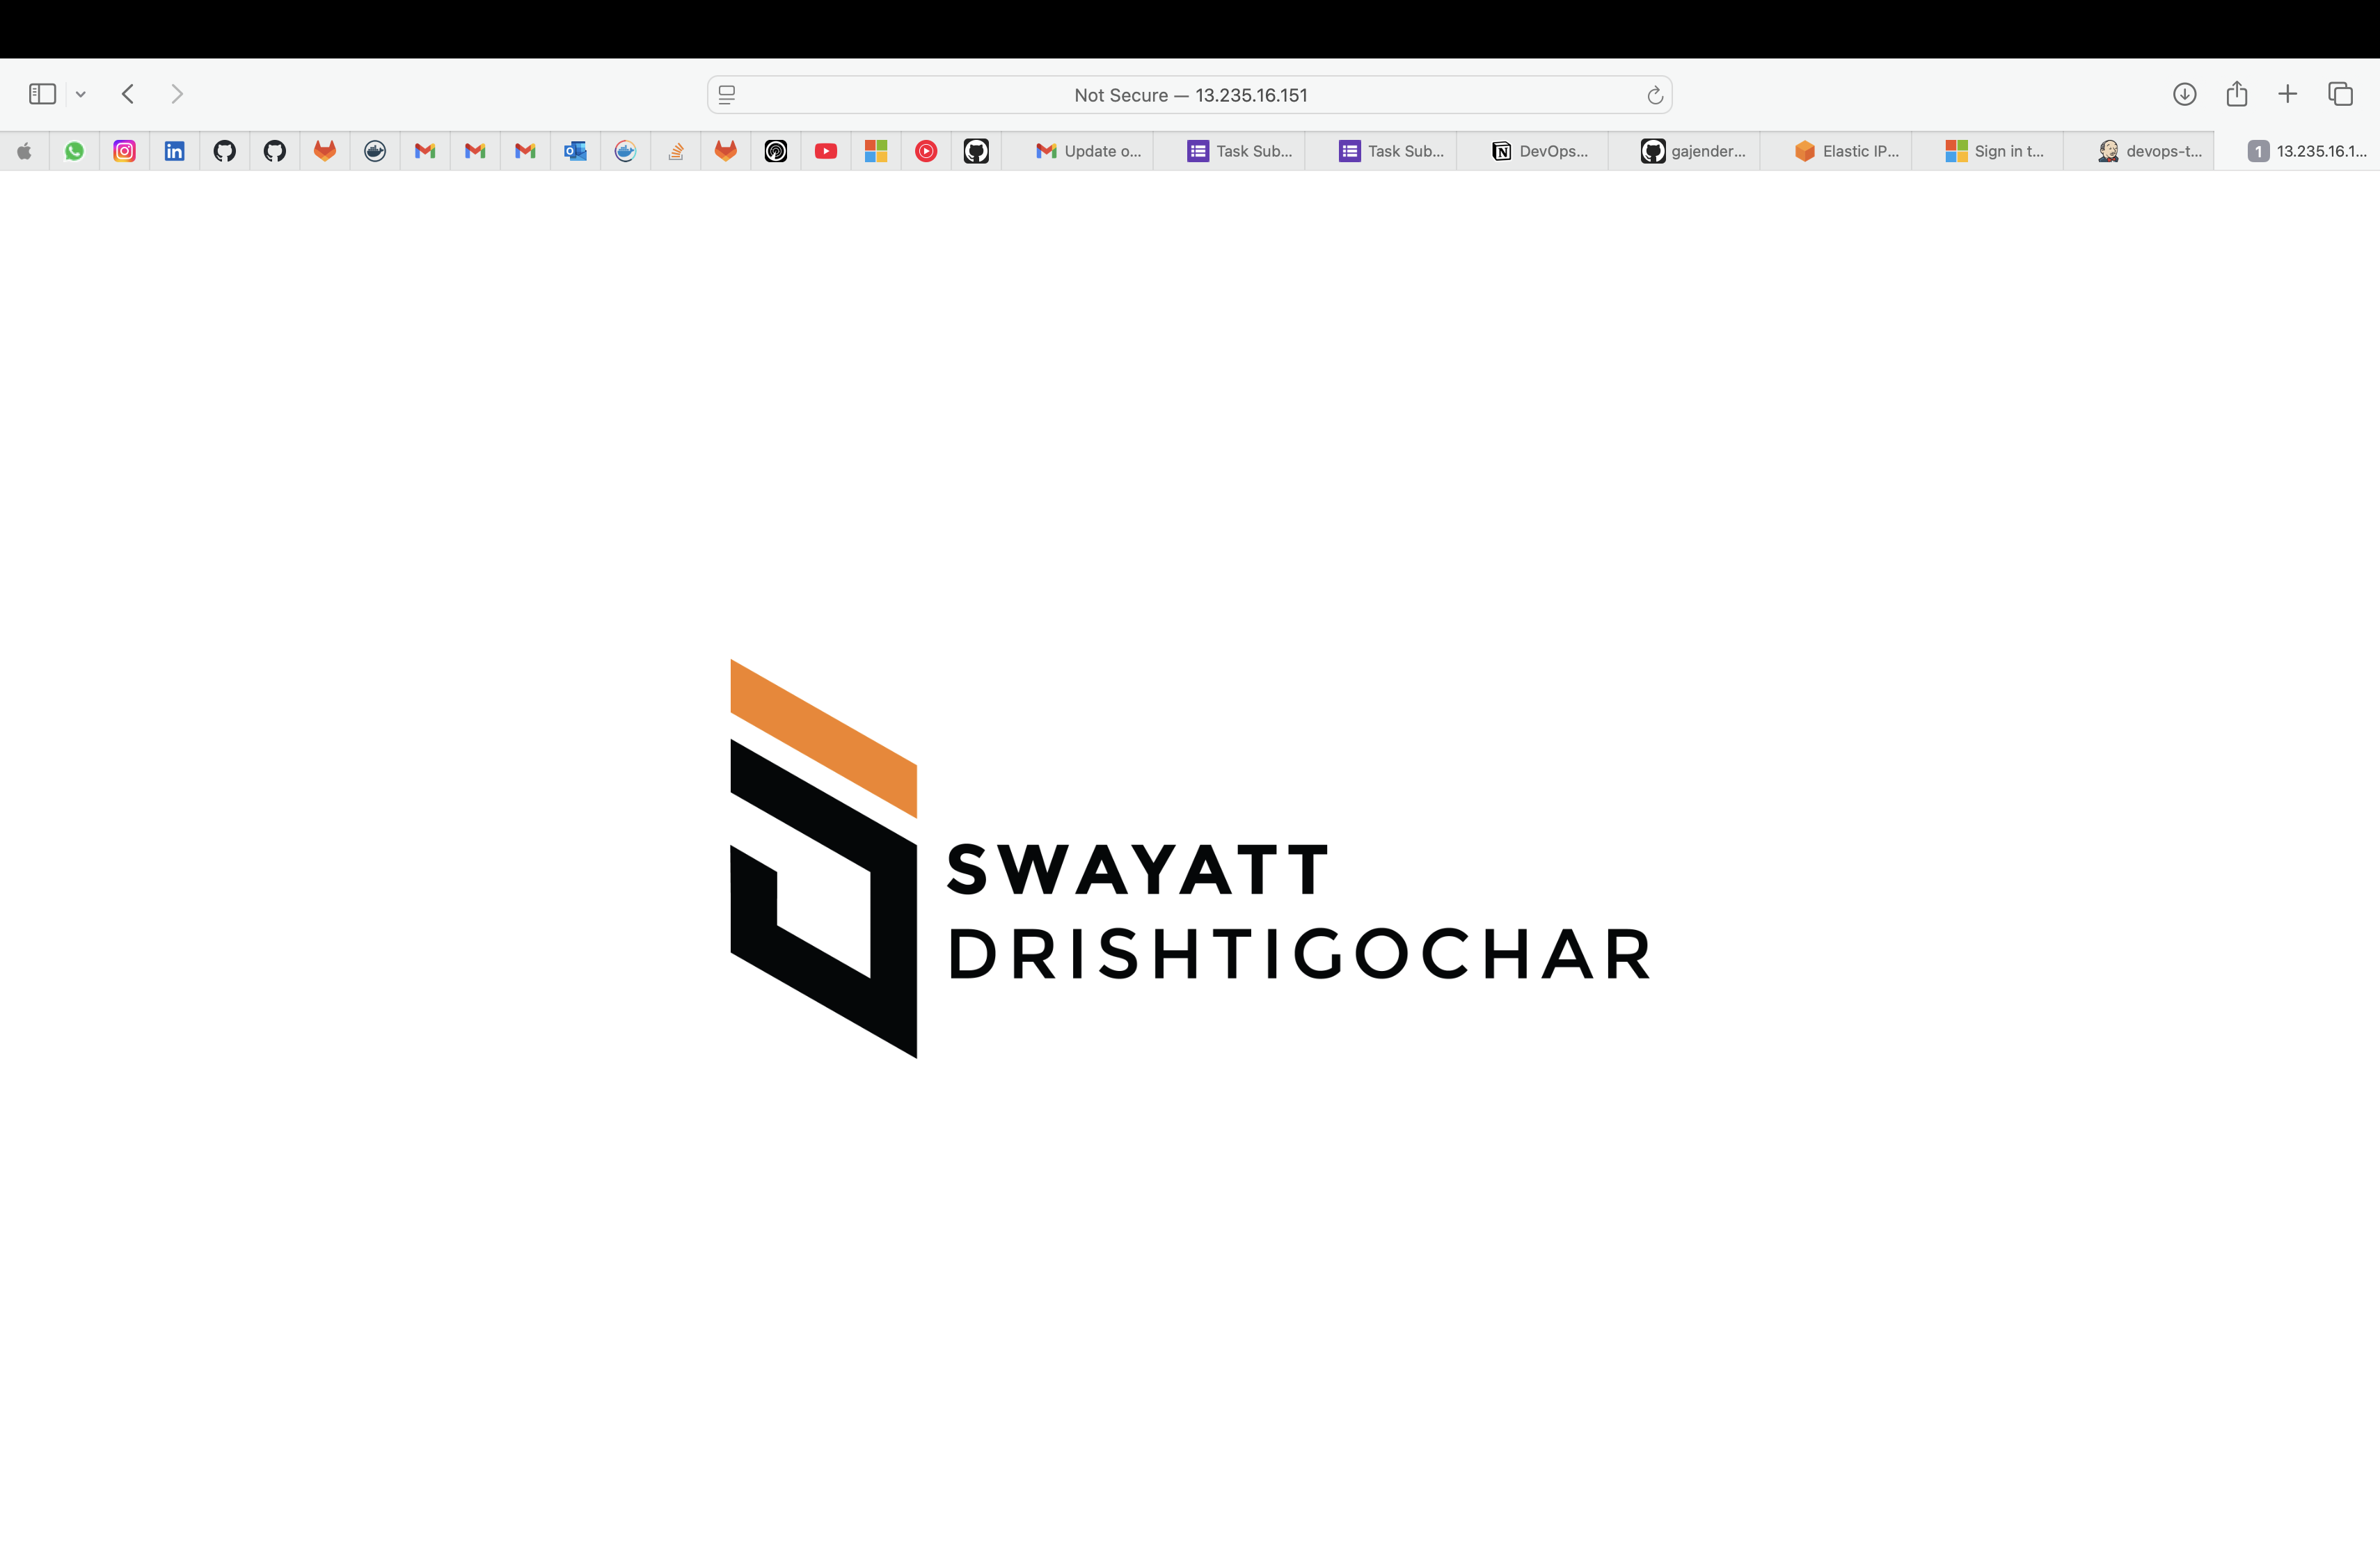 Not Secure — 13.235.16.151
Update o...
Task Sub...
Task Sub...
DevOps...
gajender...
Elastic IP...
Sign in t...
devops-t...
1 13.235.16.1...
SWAYATT
DRISHTIGOCHAR